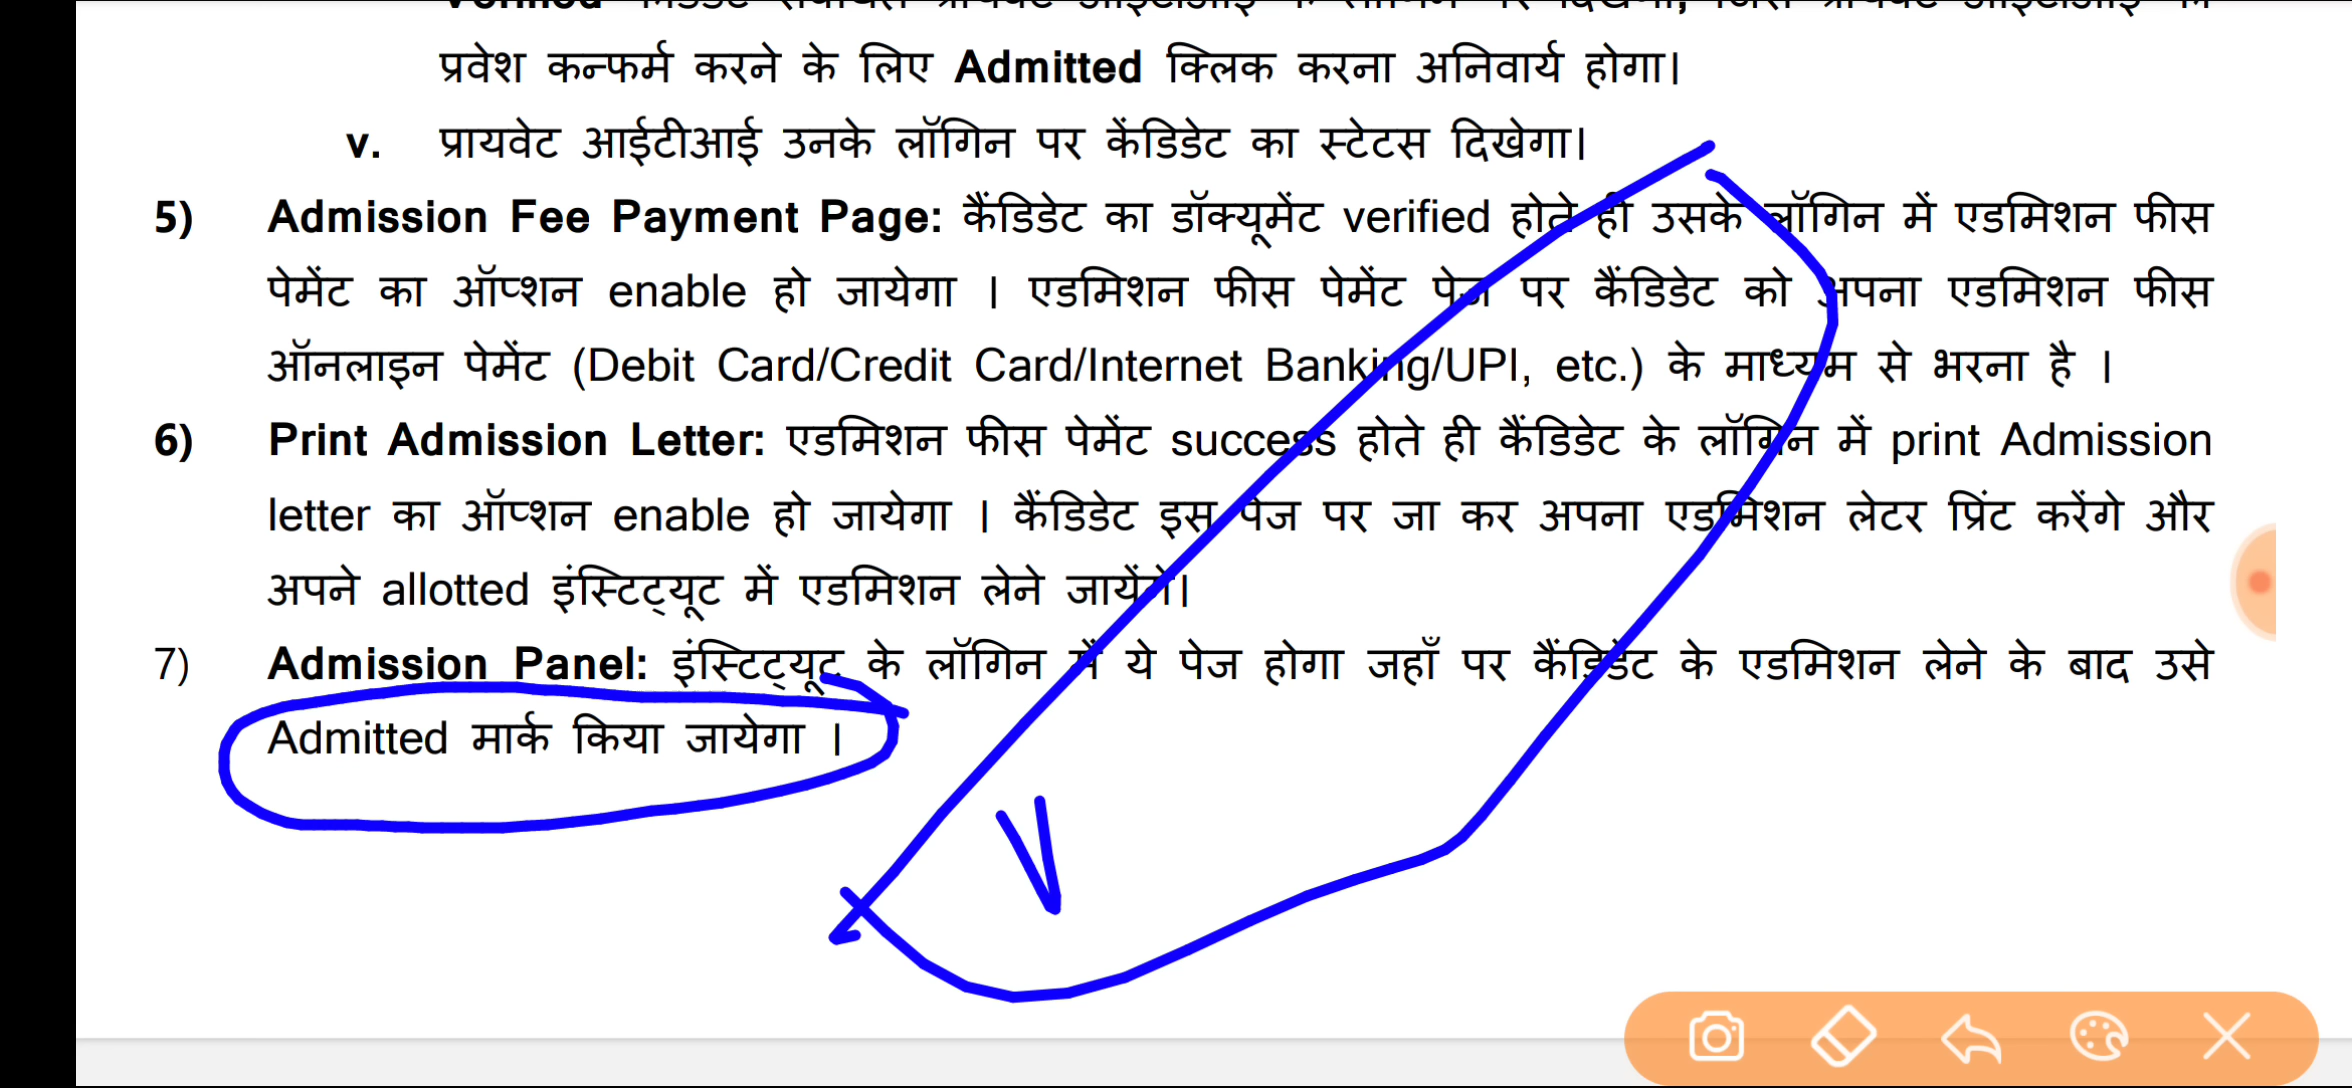 प्रवेश कन्फर्म करने के लिए Admitted क्लिक करना अनिवार्य होगा।
v. प्रायवेट आईटीआई उनके लॉगिन पर केंडिडेट का स्टेटस दिखेगा।
5) Admission Fee Payment Page: कैंडिडेट का डॉक्यूमेंट verified होते ही उसके लॉगिन में एडमिशन फीस
पेमेंट का ऑप्शन enable हो जायेगा । एडमिशन फीस पेमेंट पेज पर कैंडिडेट को अपना एडमिशन फीस
ऑनलाइन पेमेंट (Debit Card/Credit Card/Internet Banking/UPI, etc.) के माध्यम से भरना है ।
6) Print Admission Letter: एडमिशन फीस पेमेंट success होते ही कैंडिडेट के लॉगिन में print Admission
letter का ऑप्शन enable हो जायेगा । कैंडिडेट इस पेज पर जा कर अपना एडमिशन लेटर प्रिंट करेंगे और
अपने allotted इंस्टिट्यूट में एडमिशन लेने जायेंगे।
7) Admission Panel: इंस्टिट्यूट के लॉगिन में ये पेज होगा जहाँ पर कैंडिडेट के एडमिशन लेने के बाद उसे
Admitted मार्क किया जायेगा ।